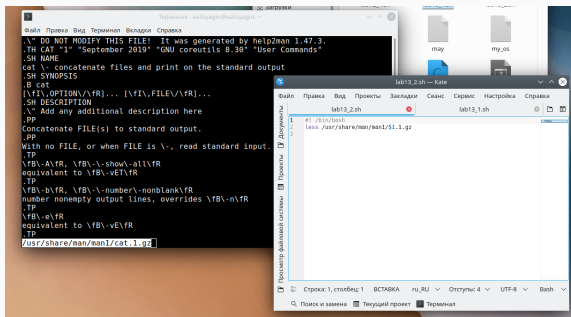 загрузки
Терминал - eakoyagin@eakoyagin:~
Файл Правка Вид Терминал Вкладки Справка
.\" DO NOT MODIFY THIS FILE!  It was generated by help2man 1.47.3.
.TH CAT "1" "September 2019" "GNU coreutils 8.30" "User Commands"
.SH NAME
cat \- concatenate files and print on the standard output
.SH SYNOPSIS
.B cat
[\fI\,OPTION\/\fR]... [\fI\,FILE\/\fR]...
.SH DESCRIPTION
.\" Add any additional description here
.PP
Concatenate FILE(s) to standard output.
.PP
With no FILE, or when FILE is \-, read standard input.
.TP
\fB\-A\fR, \fB\-\-show\-all\fR
equivalent to \fB\-vET\fR
.TP
\fB\-b\fR, \fB\-\-number\-nonblank\fR
number nonempty output lines, overrides \fB\-n\fR
.TP
\fB\-e\fR
equivalent to \fB\-vE\fR
.TP
/usr/share/man/man1/cat.1.gz
may my_os
lab13_2.sh — Kate
Файл Правка Вид Проекты Закладки Сеанс Сервис Настройка Справка
lab13_2.sh lab13_1.sh
Документы
Проекты
Просмотр файловой системы
1 #! /bin/bash
2 less /usr/share/man/man1/$1.1.gz
3
Строка: 1, столбец: 1 ВСТАВКА ru_RU Отступы: 4 UTF-8 Bash
Поиск и замена Текущий проект Терминал